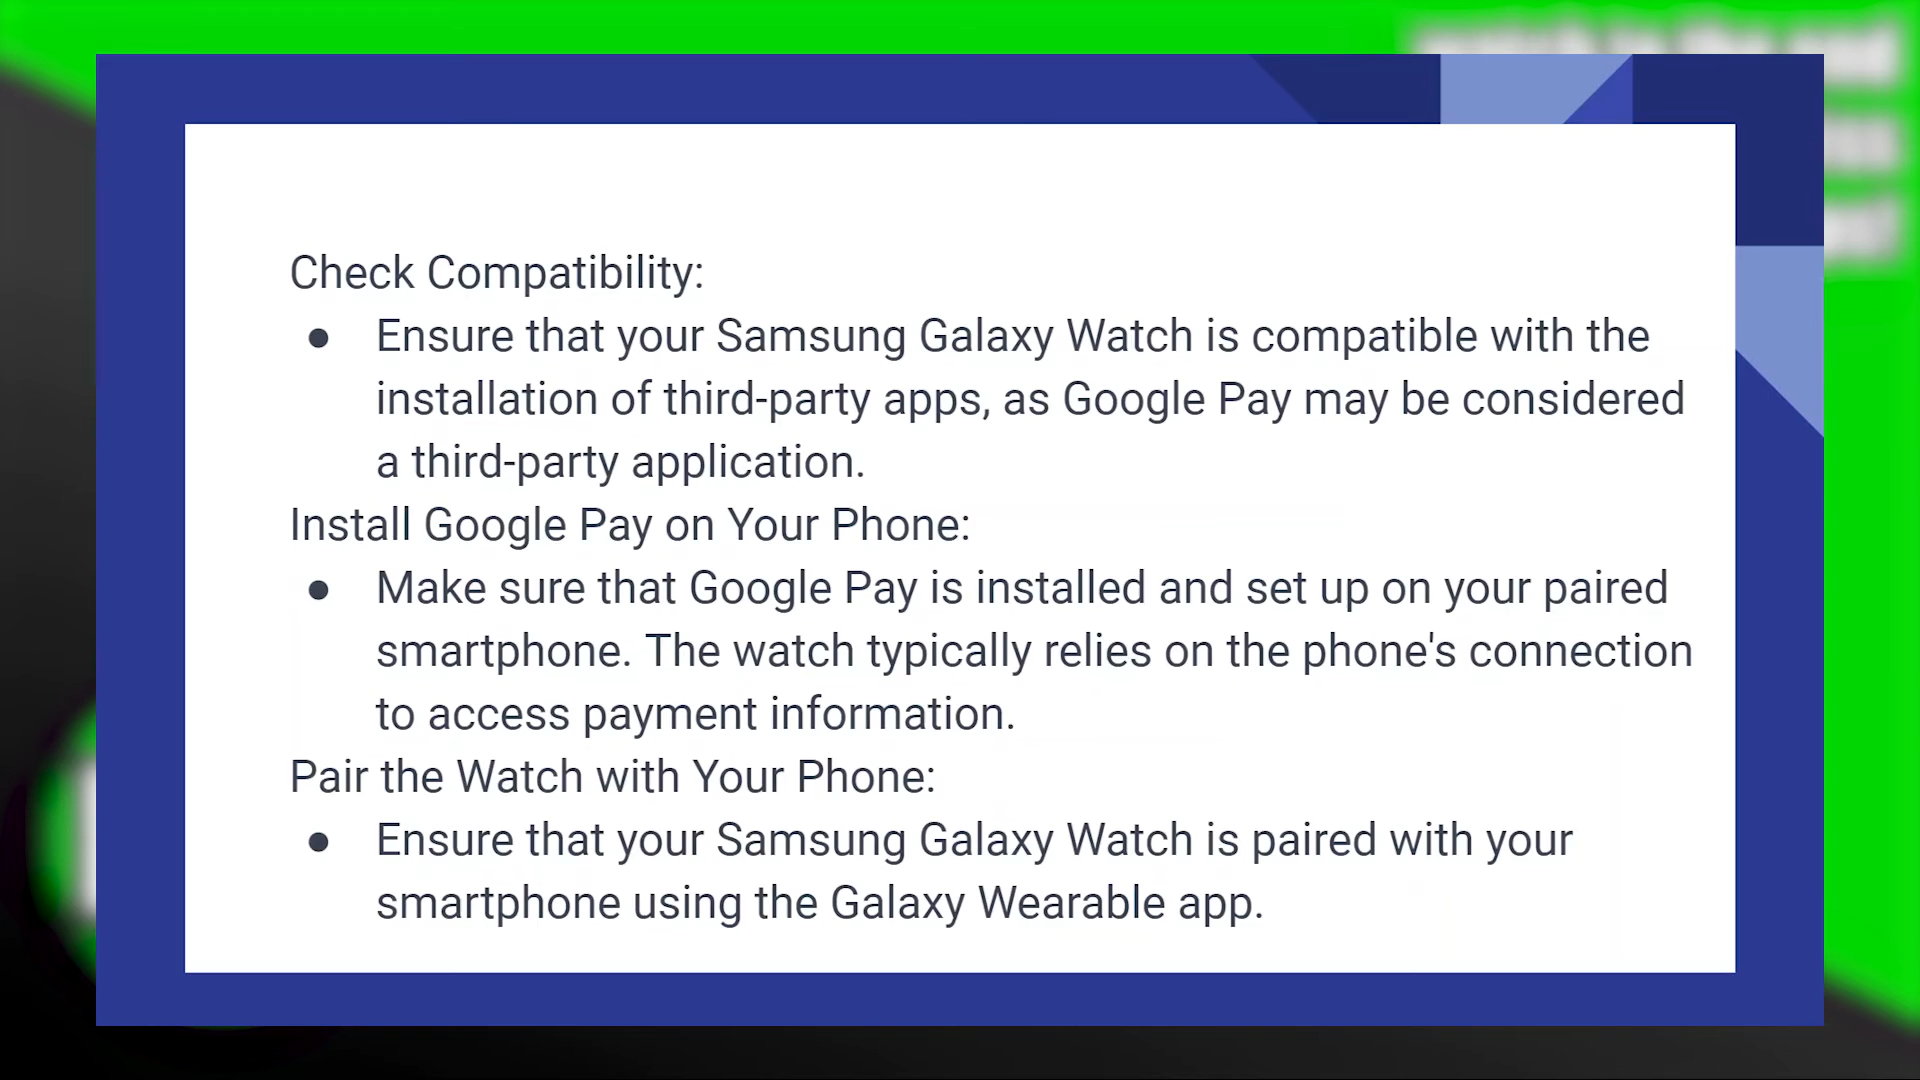 Check Compatibility:
● Ensure that your Samsung Galaxy Watch is compatible with the
installation of third-party apps, as Google Pay may be considered
a third-party application.
Install Google Pay on Your Phone:
● Make sure that Google Pay is installed and set up on your paired
smartphone. The watch typically relies on the phone's connection
to access payment information.
Pair the Watch with Your Phone:
● Ensure that your Samsung Galaxy Watch is paired with your
smartphone using the Galaxy Wearable app.